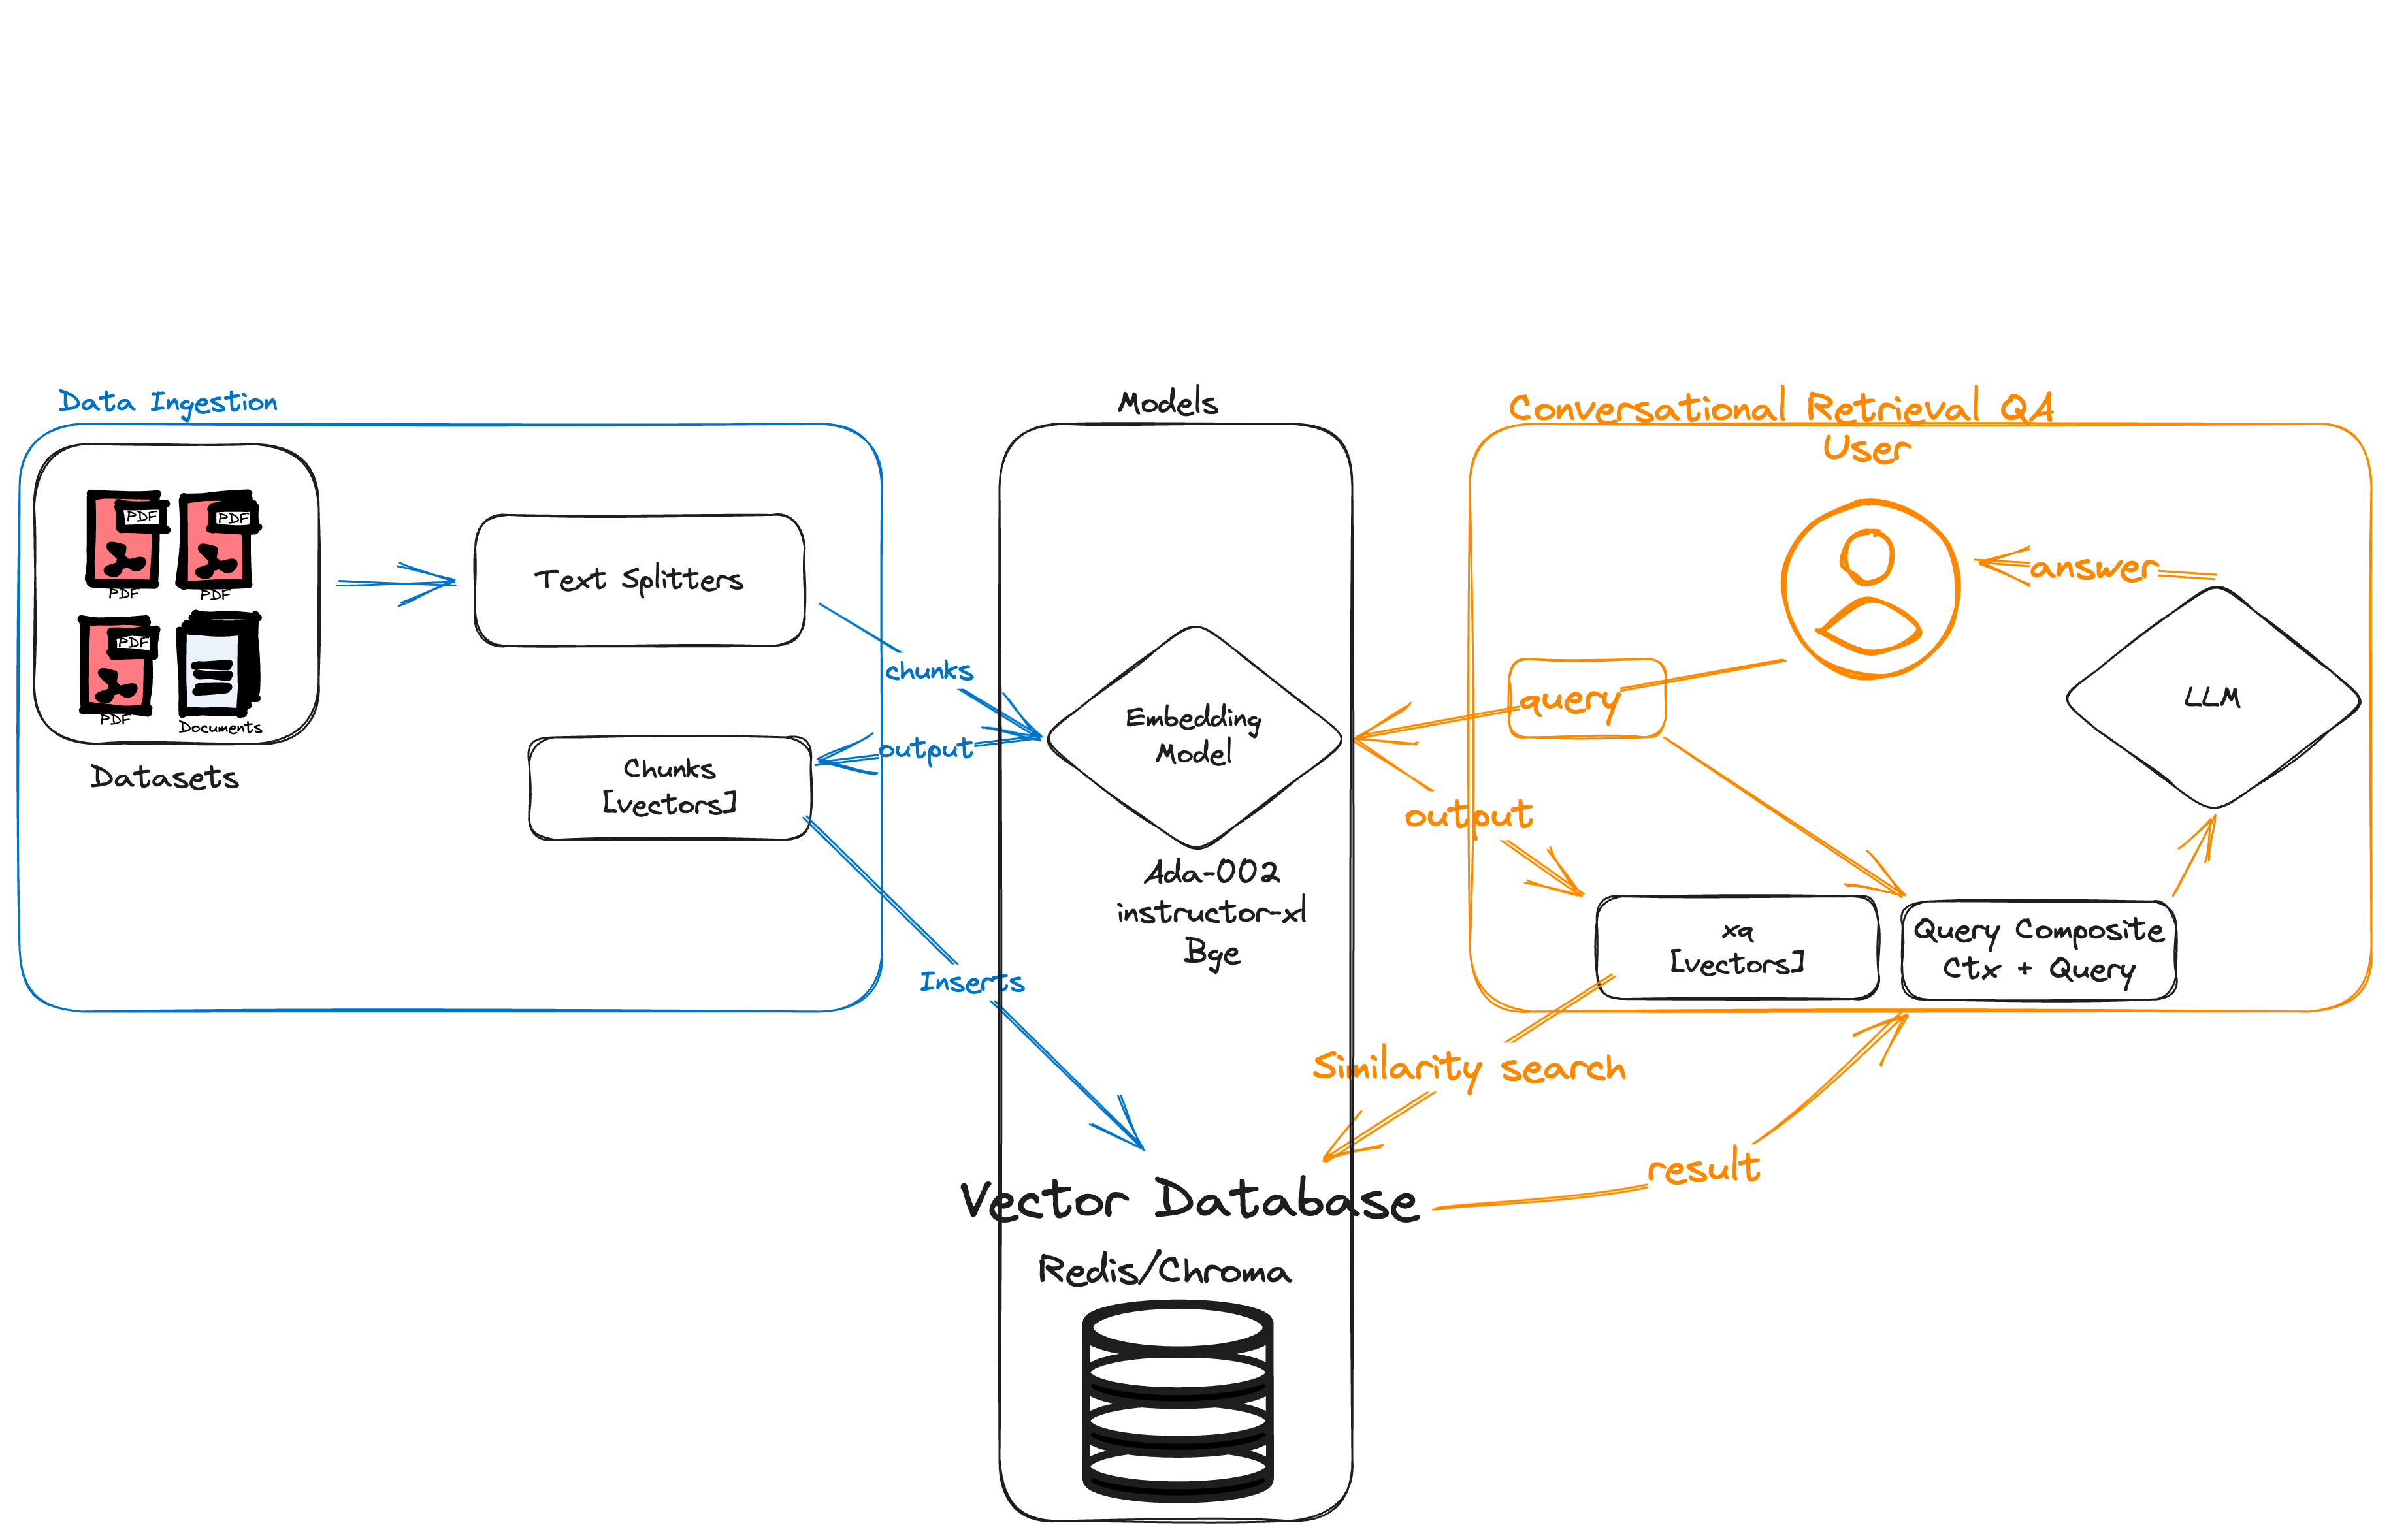 Data Ingestion
PDF
PDF
PDF
PDF
PDF
PDF
Documents
Datasets
Text Splitters
chunks
output
Chunks
[vectors]
Inserts
Models
Embedding
Model
Ada-002
instructor-xl
Bge
Vector Database
Redis/Chroma
Conversational Retrieval QA
User
answer
query
LLM
output
xq
[vectors]
Query Composite
Ctx + Query
Similarity search
result